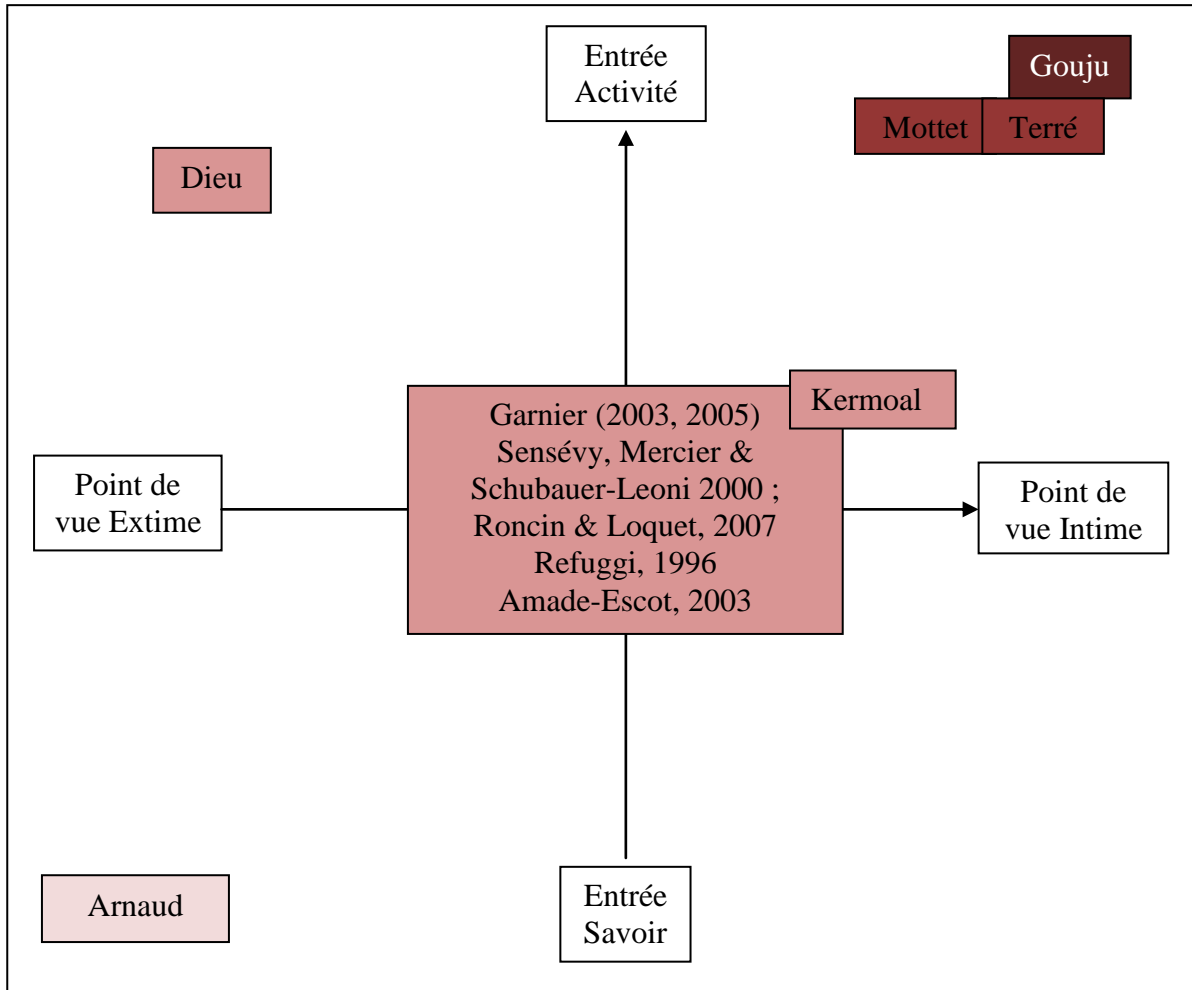 Entrée
Activité
Gouju
Mottet
Terré
Dieu
Kermoal
Garnier (2003, 2005)
Sensévy, Mercier &
Schubauer-Leoni 2000 ;
Roncin & Loquet, 2007
Refuggi, 1996
Amade-Escot, 2003
Point de
vue Extime
Point de
vue Intime
Arnaud
Entrée
Savoir